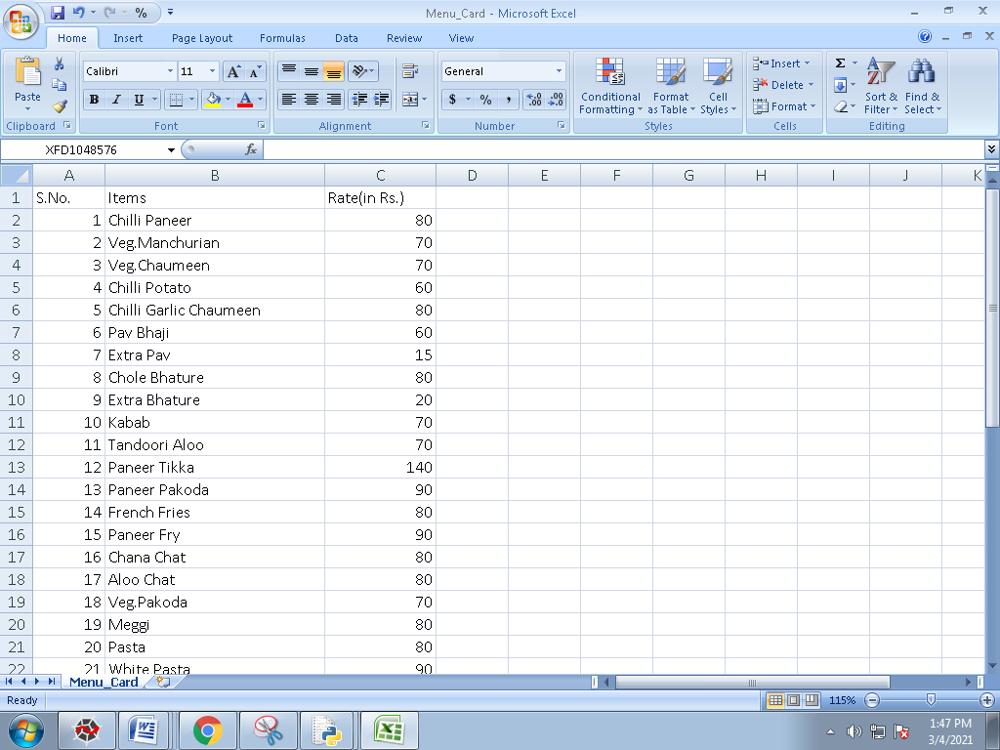 Menu_Card - Microsoft Excel
Home Insert Page Layout Formulas Data Review View
Paste
Clipboard
Calibri 11
B I U
Font
Alignment
General
$ % ,
Number
Conditional Formatting
Format as Table
Cell Styles
Styles
Insert
Delete
Format
Cells
Σ
Sort & Filter
Find & Select
Editing
XFD1048576 fx
A B C D E F G H I J K
1 S.No. Items Rate(in Rs.)
2 1 Chilli Paneer 80
3 2 Veg.Manchurian 70
4 3 Veg.Chaumeen 70
5 4 Chilli Potato 60
6 5 Chilli Garlic Chaumeen 80
7 6 Pav Bhaji 60
8 7 Extra Pav 15
9 8 Chole Bhature 80
10 9 Extra Bhature 20
11 10 Kabab 70
12 11 Tandoori Aloo 70
13 12 Paneer Tikka 140
14 13 Paneer Pakoda 90
15 14 French Fries 80
16 15 Paneer Fry 90
17 16 Chana Chat 80
18 17 Aloo Chat 80
19 18 Veg.Pakoda 70
20 19 Meggi 80
21 20 Pasta 80
22 21 White Pasta 90
Menu_Card
Ready 115%
1:47 PM
3/4/2021